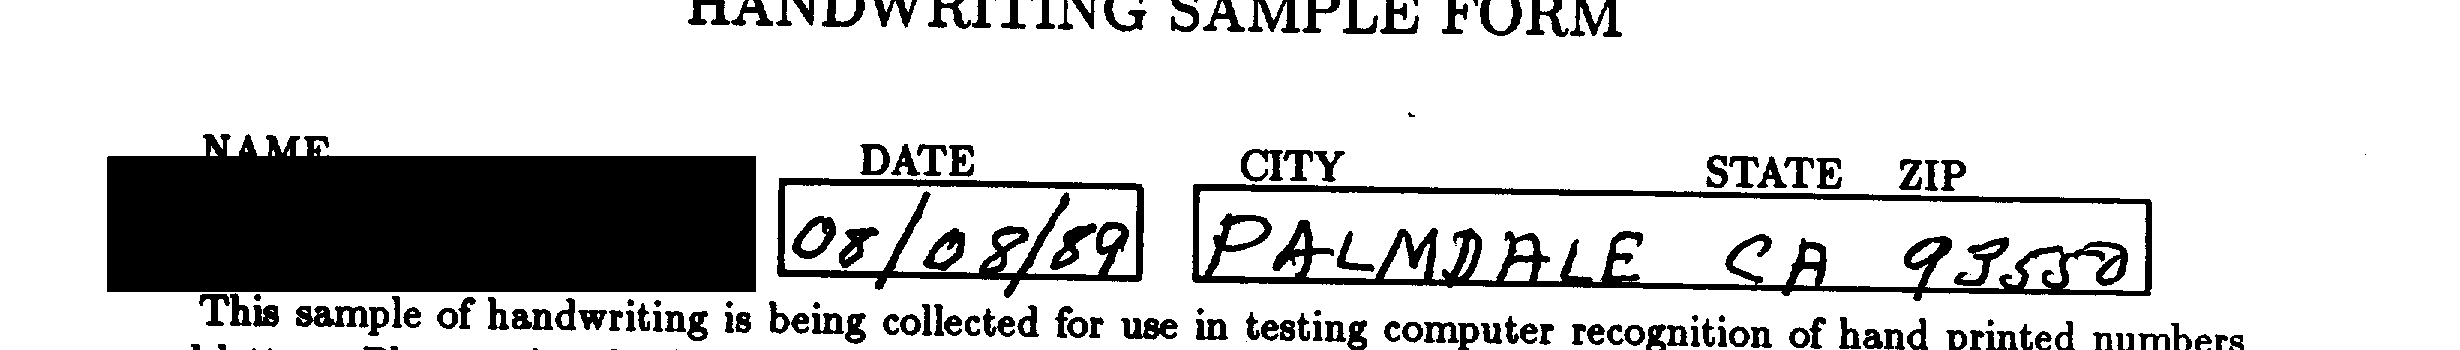 HANDWRITING SAMPLE FORM
NAME DATE CITY STATE ZIP
08/08/89 PALMDALE CA 93550
This sample of handwriting is being collected for use in testing computer recognition of hand printed numbers